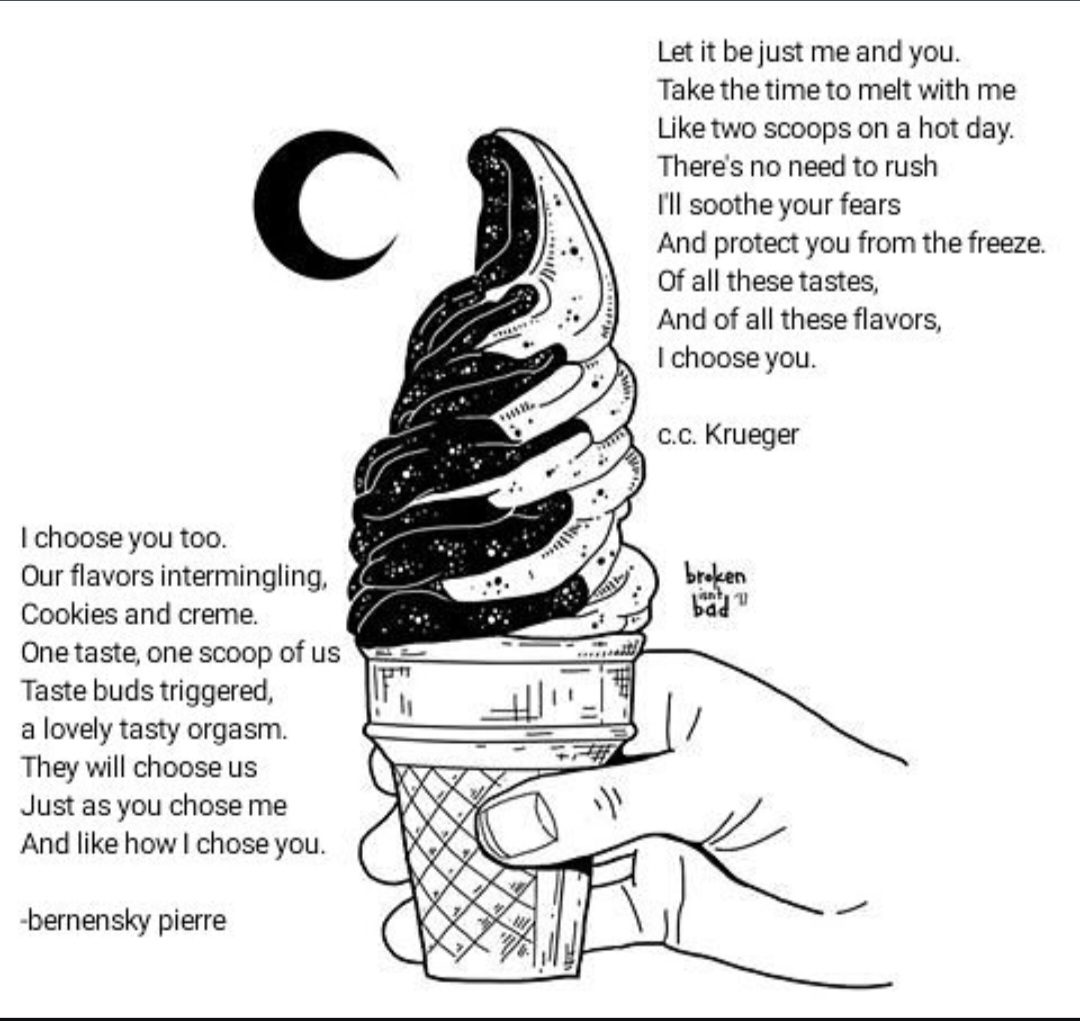 Let it be just me and you.
Take the time to melt with me
Like two scoops on a hot day.
There's no need to rush
I'll soothe your fears
And protect you from the freeze.
Of all these tastes,
And of all these flavors,
I choose you.
c.c. Krueger
I choose you too.
Our flavors intermingling,
Cookies and creme.
One taste, one scoop of us
Taste buds triggered,
a lovely tasty orgasm.
They will choose us
Just as you chose me
And like how I chose you.
-bernensky pierre
broken
isn't
bad